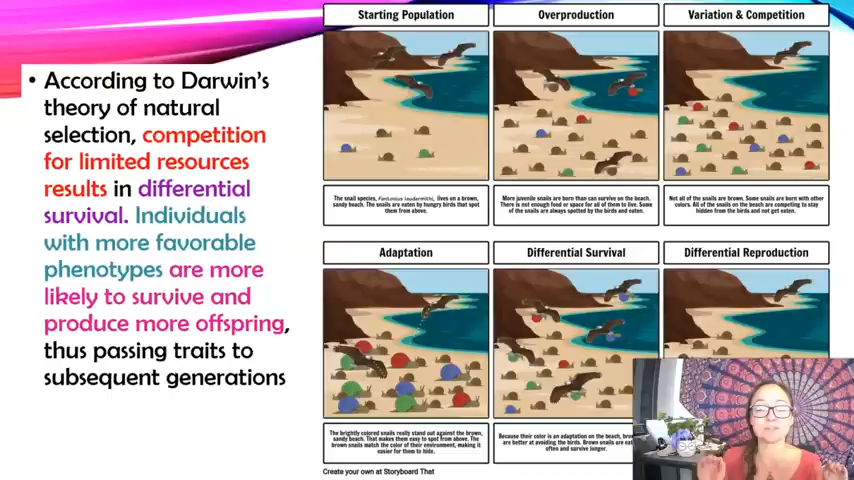 • According to Darwin's
theory of natural
selection, competition
for limited resources
results in differential
survival. Individuals
with more favorable
phenotypes are more
likely to survive and
produce more offspring,
thus passing traits to
subsequent generations
Starting Population
The snail species, lives on a brown,
sandy beach. The snails are eaten by hungry birds that spot
them from above.
Overproduction
More juvenile snails are born than can survive on the beach.
There is not enough food or space for all of them to live. Some
of the snails are always spotted by the birds and eaten.
Variation & Competition
Not all of the snails are brown. Some snails are born with other
colors. All of the snails on the beach are competing to stay
hidden from the birds and not get eaten.
Adaptation
The brightly colored snails really stand out against the brown,
sandy beach. That makes them easy to spot from above. The
brown snails match the color of their environment, making it
easier for them to hide.
Differential Survival
Because their color is an adaptation on the beach,
are better at avoiding the birds. Brown snails are
often and survive longer.
Differential Reproduction
Create your own at Storyboard That